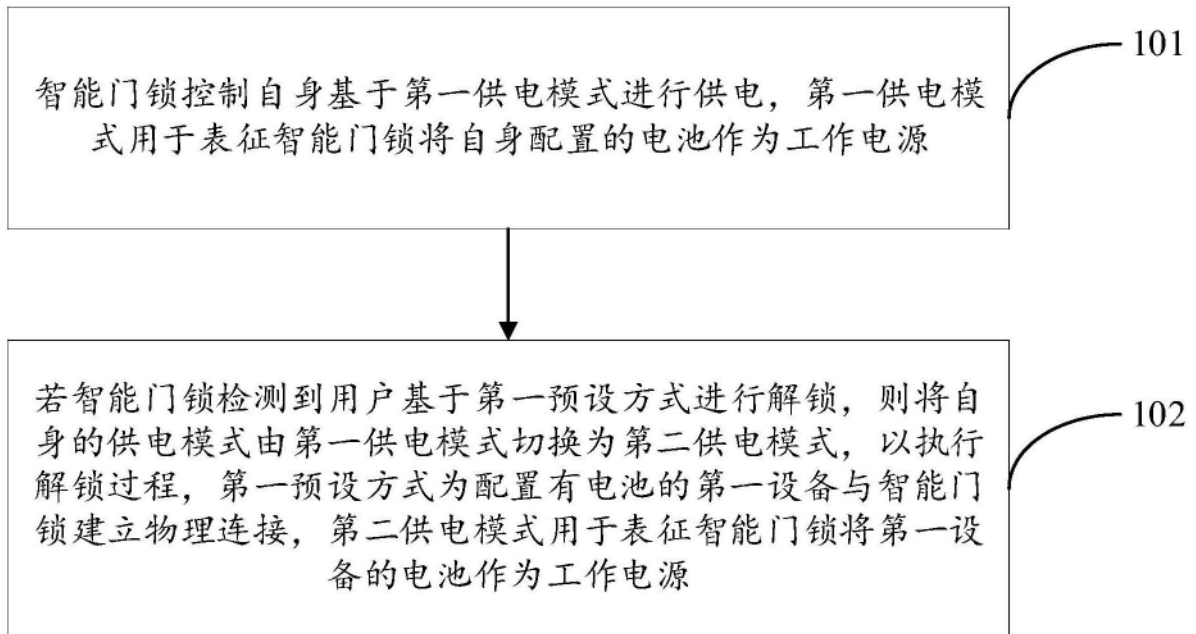 智能门锁控制自身基于第一供电模式进行供电，第一供电模
式用于表征智能门锁将自身配置的电池作为工作电源
101
若智能门锁检测到用户基于第一预设方式进行解锁，则将自
身的供电模式由第一供电模式切换为第二供电模式，以执行
解锁过程，第一预设方式为配置有电池的第一设备与智能门
锁建立物理连接，第二供电模式用于表征智能门锁将第一设
备的电池作为工作电源
102